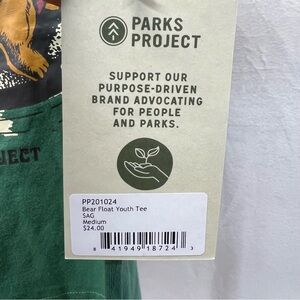 PARKS
PROJECT
SUPPORT OUR
PURPOSE-DRIVEN
BRAND ADVOCATING
FOR PEOPLE
AND PARKS.
JECT
PP201024
Bear Float Youth Tee
SAG
Medium
$24.00
8 41949 18724 3